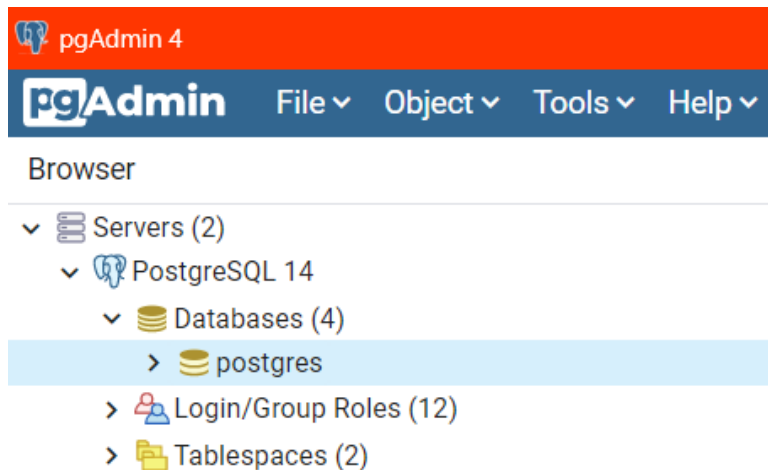 pgAdmin 4
pgAdmin File Object Tools Help
Browser
Servers (2)
PostgreSQL 14
Databases (4)
postgres
Login/Group Roles (12)
Tablespaces (2)